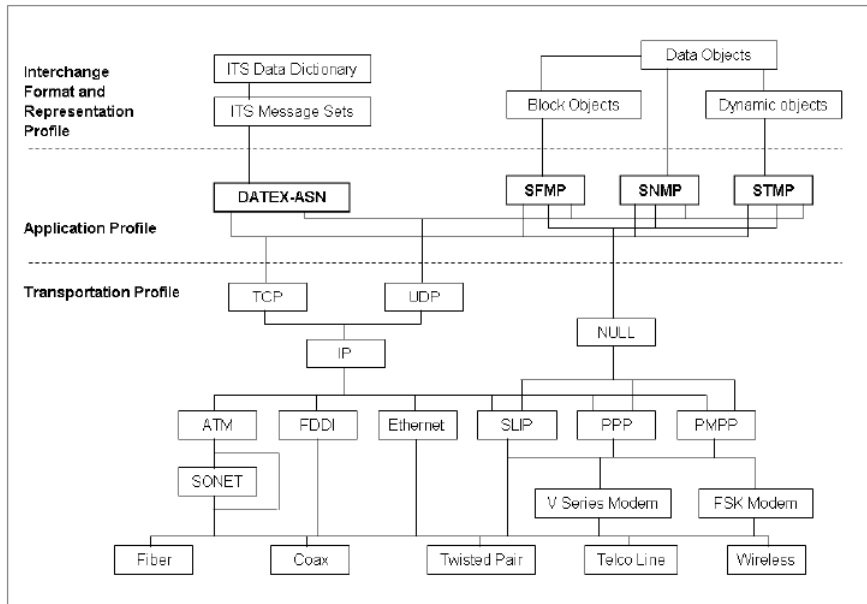 Interchange
Format and
Representation
Profile
ITS Data Dictionary
Data Objects
ITS Message Sets
Block Objects
Dynamic objects
DATEX-ASN
SFMP
SNMP
STMP
Application Profile
Transportation Profile
TCP
UDP
NULL
IP
ATM
FDDI
Ethernet
SLIP
PPP
PMPP
SONET
V Series Modem
FSK Modem
Fiber
Coax
Twisted Pair
Telco Line
Wireless